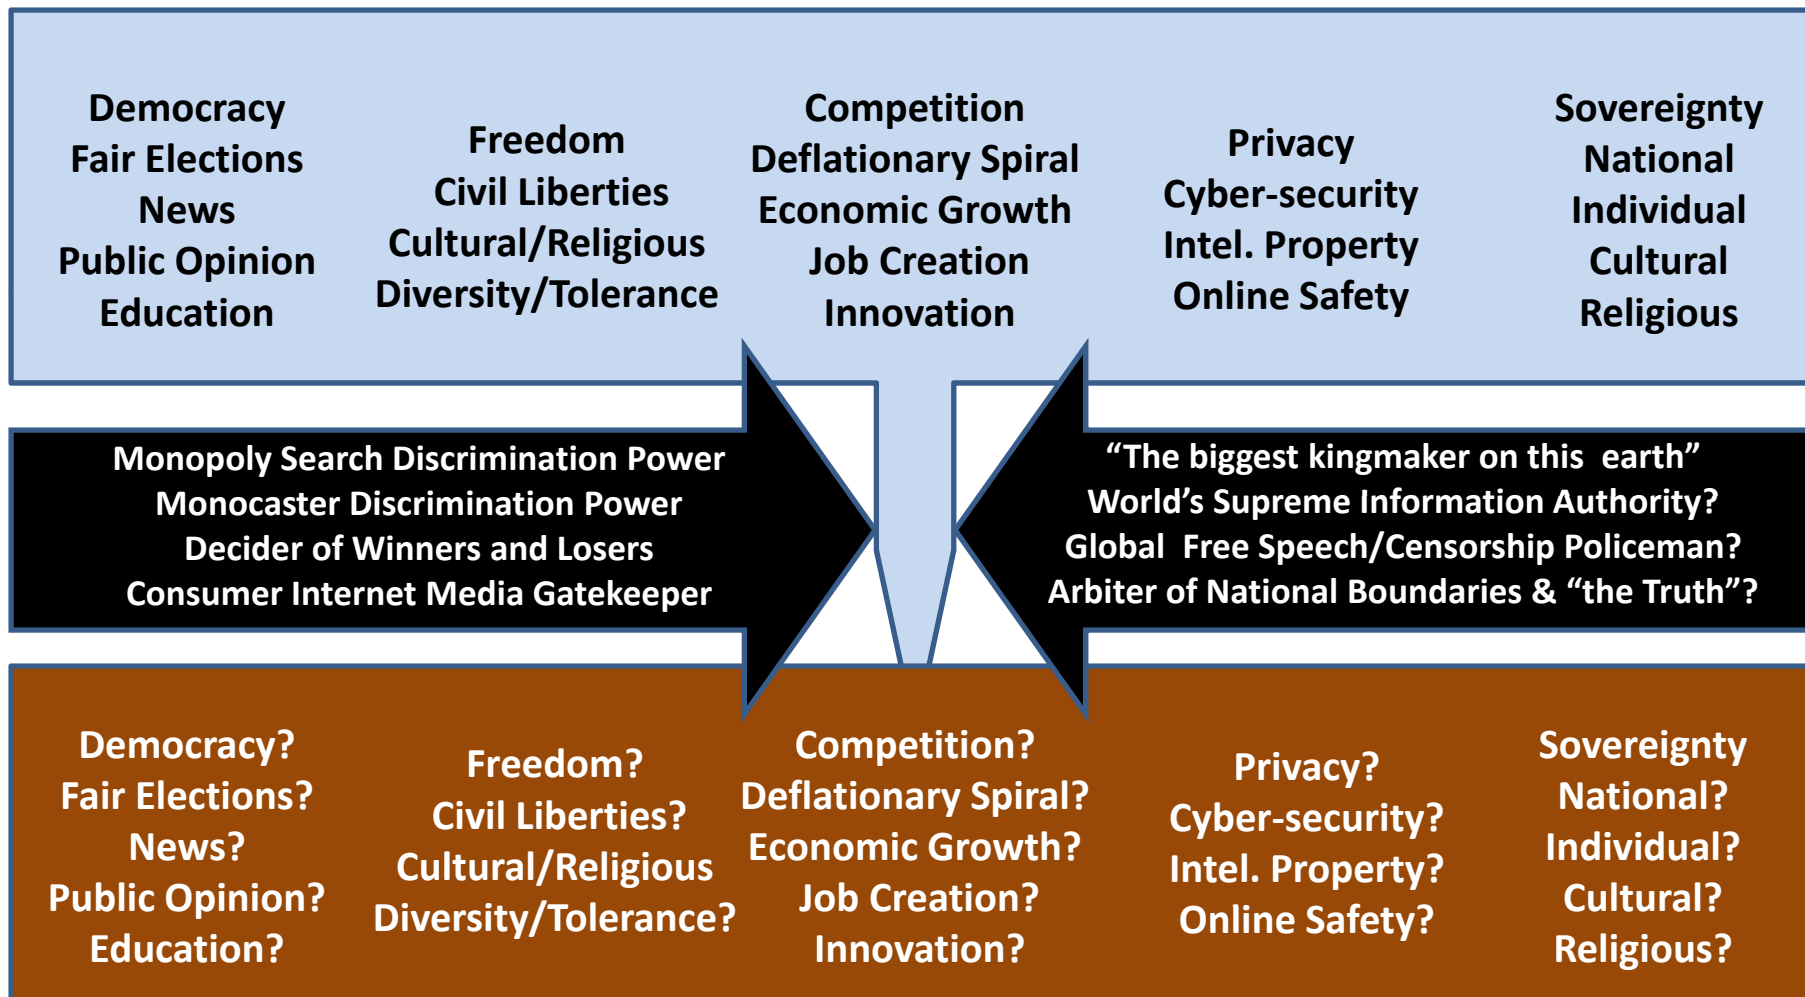 Democracy
Fair Elections
News
Public Opinion
Education
Freedom
Civil Liberties
Cultural/Religious
Diversity/Tolerance
Competition
Deflationary Spiral
Economic Growth
Job Creation
Innovation
Privacy
Cyber-security
Intel. Property
Online Safety
Sovereignty
National
Individual
Cultural
Religious
Monopoly Search Discrimination Power
Monocaster Discrimination Power
Decider of Winners and Losers
Consumer Internet Media Gatekeeper
“The biggest kingmaker on this earth”
World’s Supreme Information Authority?
Global Free Speech/Censorship Policeman?
Arbiter of National Boundaries & “the Truth”?
Democracy?
Fair Elections?
News?
Public Opinion?
Education?
Freedom?
Civil Liberties?
Cultural/Religious
Diversity/Tolerance?
Competition?
Deflationary Spiral?
Economic Growth?
Job Creation?
Innovation?
Privacy?
Cyber-security?
Intel. Property?
Online Safety?
Sovereignty
National?
Individual?
Cultural?
Religious?